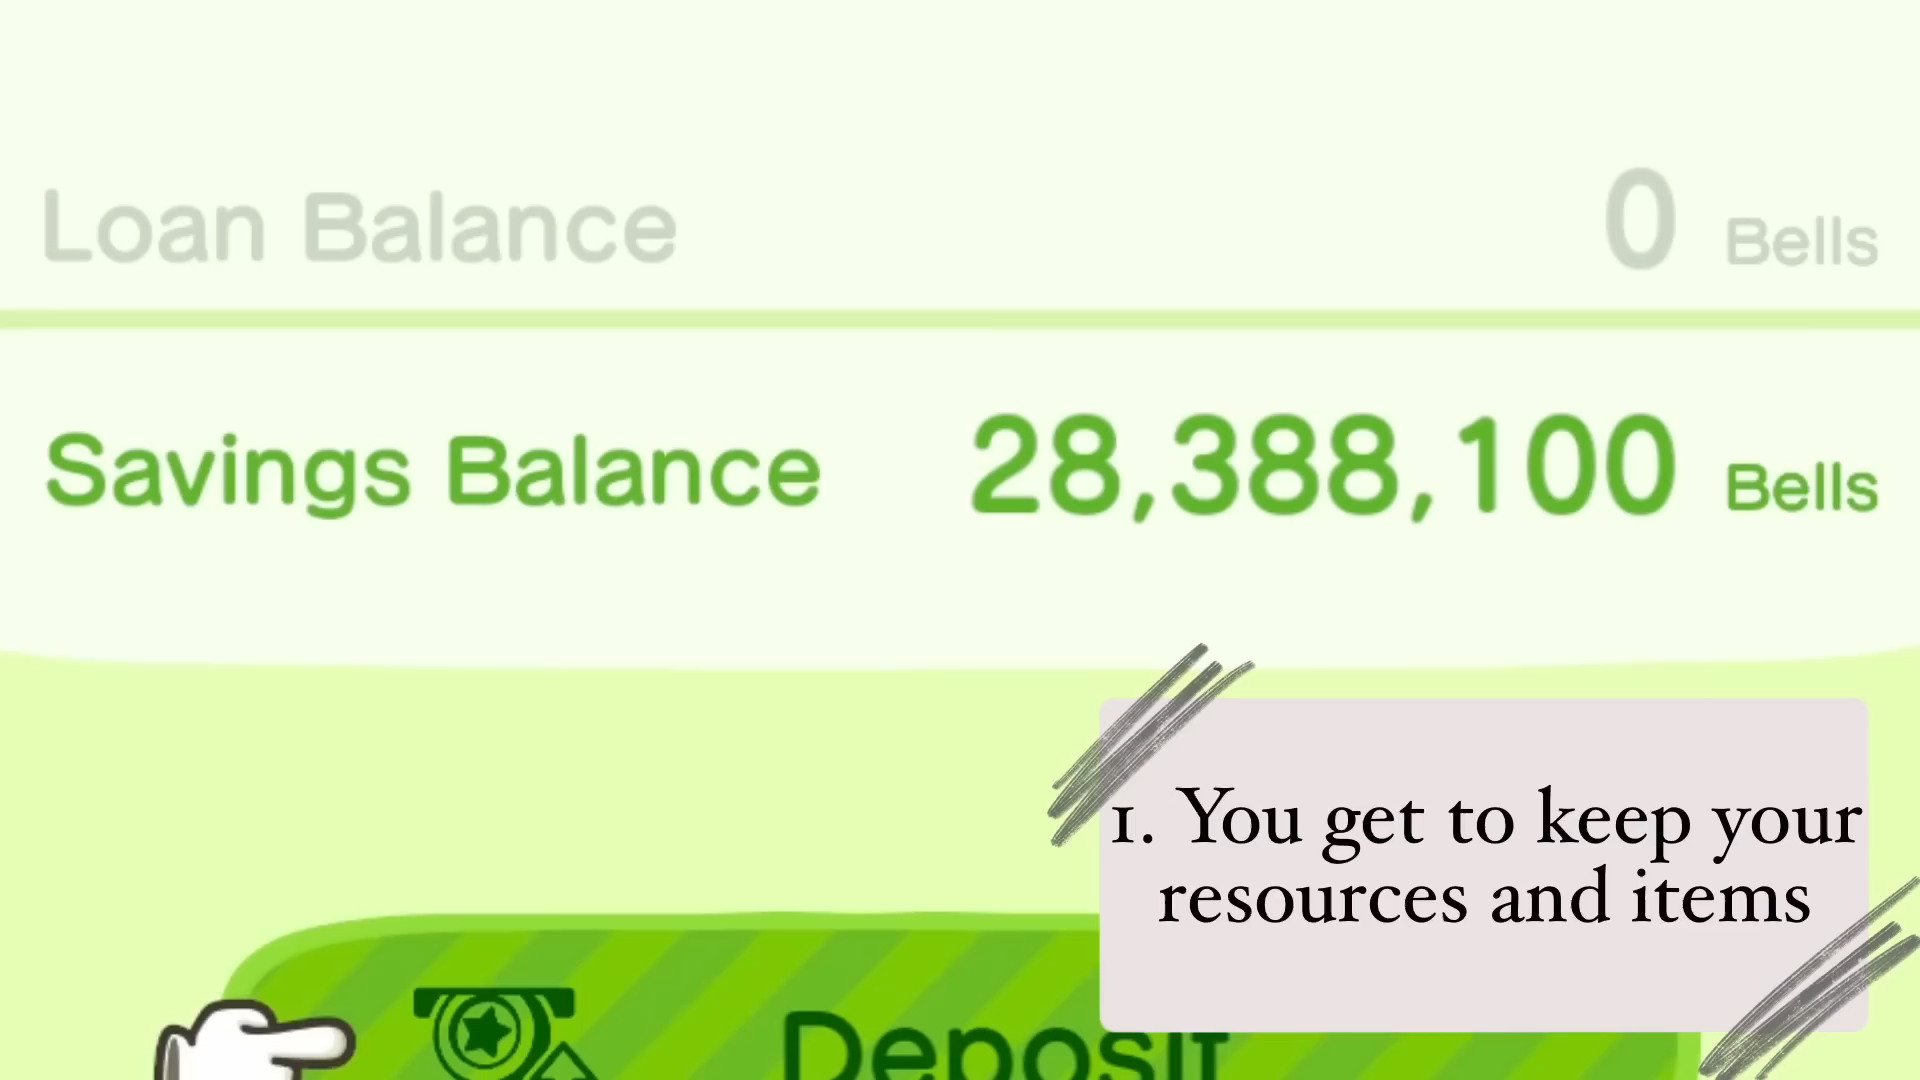 Loan Balance 0 Bells
Savings Balance 28,388,100 Bells
1. You get to keep your
resources and items
Deposit